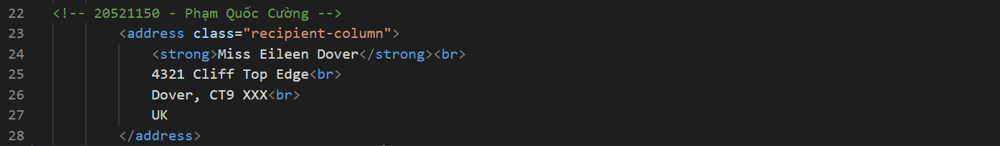 22 <!-- 20521150 - Phạm Quốc Cường -->
23 <address class="recipient-column">
24 <strong>Miss Eileen Dover</strong><br>
25 4321 Cliff Top Edge<br>
26 Dover, CT9 XXX<br>
27 UK
28 </address>